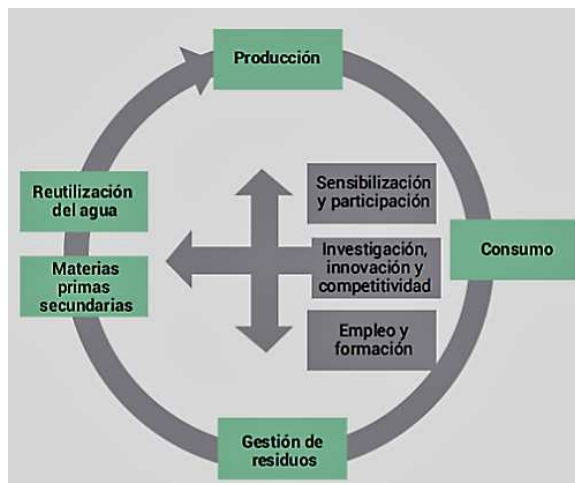 Producción
Reutilización
del agua
Materias
primas
secundarias
Sensibilización
y participación
Investigación,
innovación y
competitividad
Empleo y
formación
Consumo
Gestión de
residuos